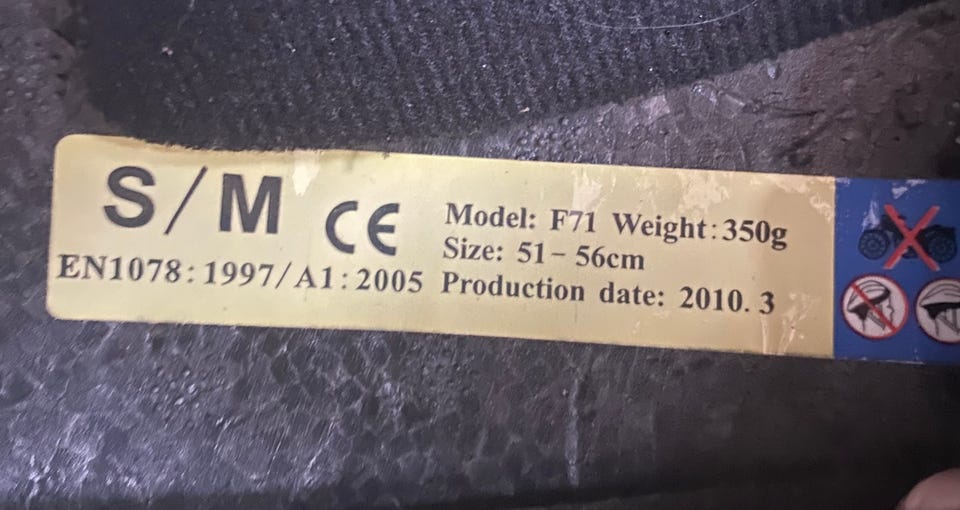 S/M CE
Model: F71 Weight: 350g
Size: 51 - 56cm
EN1078: 1997/A1: 2005 Production date: 2010. 3